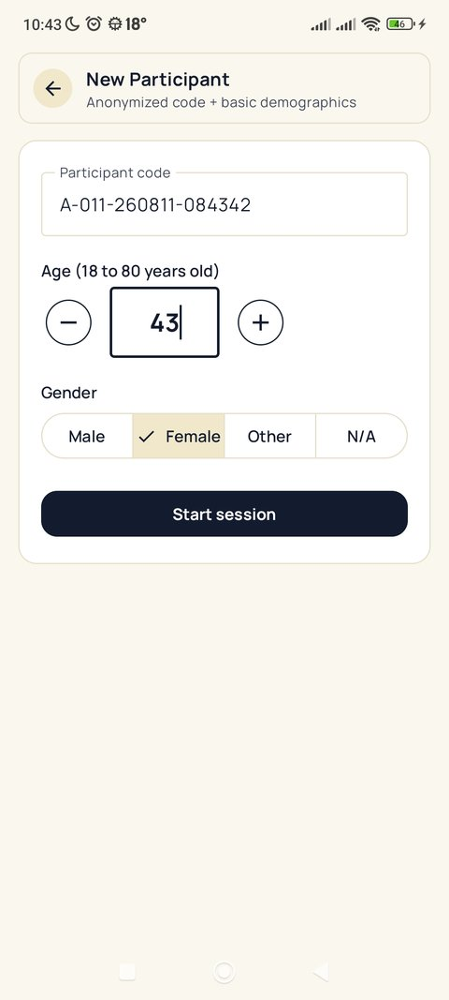 10:43 18° 46
New Participant
Anonymized code + basic demographics
Participant code
A-011-260811-084342
Age (18 to 80 years old)
43
Gender
Male Female Other N/A
Start session